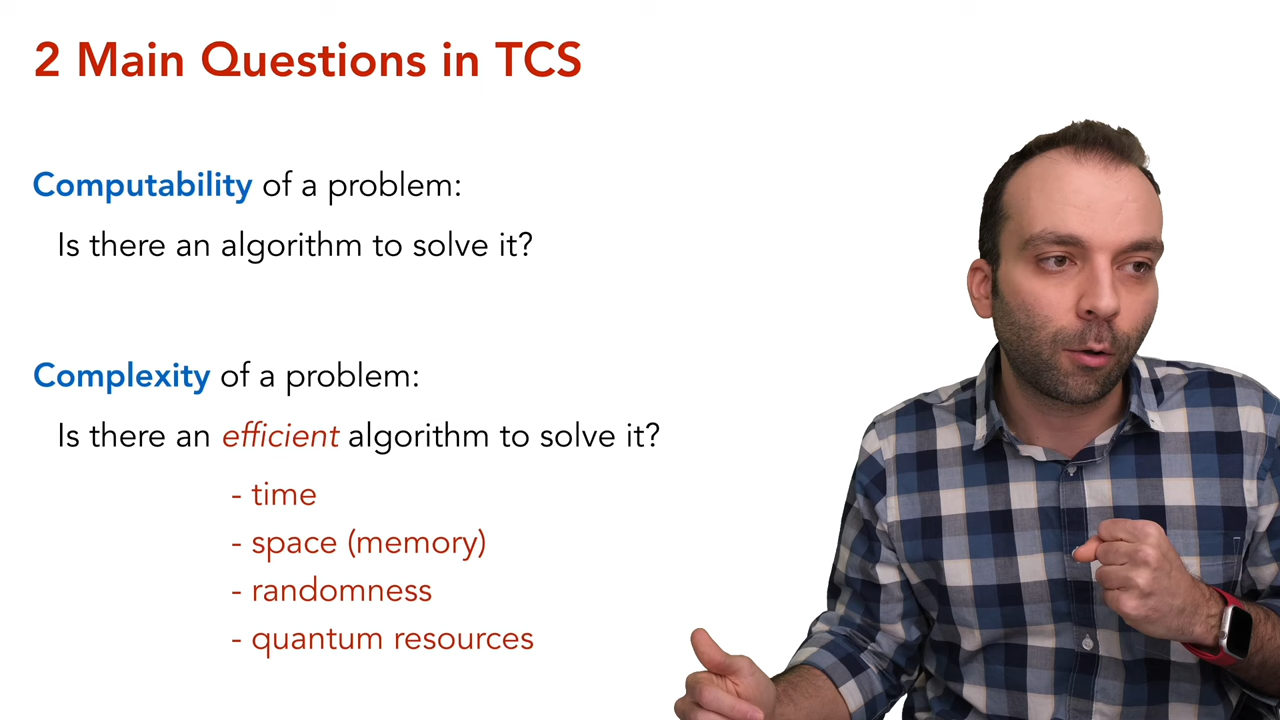 2 Main Questions in TCS
Computability of a problem:
Is there an algorithm to solve it?
Complexity of a problem:
Is there an efficient algorithm to solve it?
- time
- space (memory)
- randomness
- quantum resources